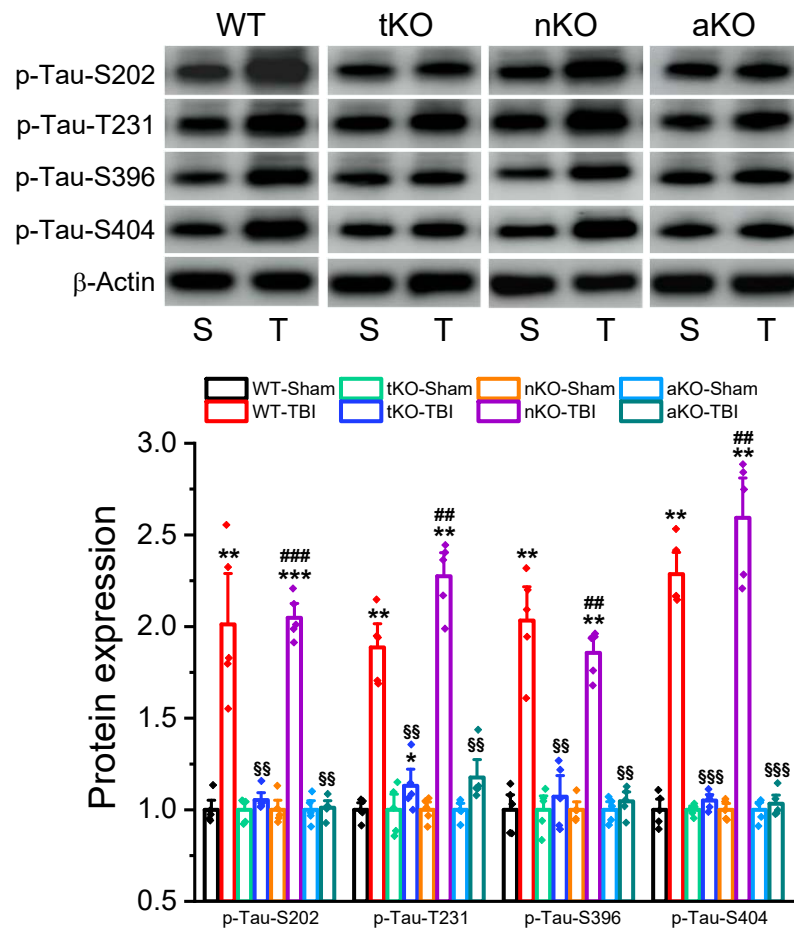 WT tKO nKO aKO
p-Tau-S202
p-Tau-T231
p-Tau-S396
p-Tau-S404
β-Actin
S T S T S T S T
WT-Sham tKO-Sham nKO-Sham aKO-Sham
WT-TBI tKO-TBI nKO-TBI aKO-TBI
Protein expression
3.0
2.5
2.0
1.5
1.0
0.5
** §§ ### *** §§
** §§ * ## ** §§
** §§ ## ** §§
** §§§ ## ** §§§
p-Tau-S202 p-Tau-T231 p-Tau-S396 p-Tau-S404